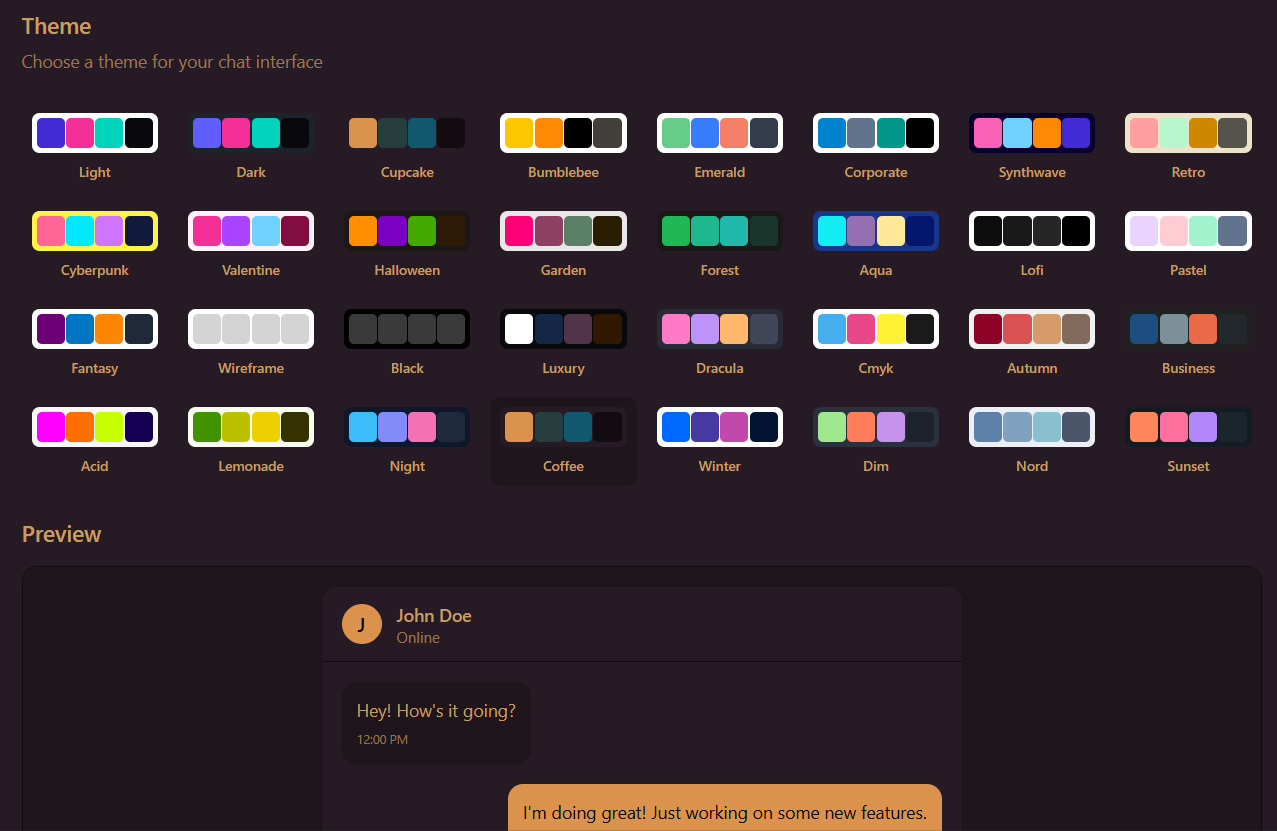 Theme
Choose a theme for your chat interface
Light Dark Cupcake Bumblebee Emerald Corporate Synthwave Retro
Cyberpunk Valentine Halloween Garden Forest Aqua Lofi Pastel
Fantasy Wireframe Black Luxury Dracula Cmyk Autumn Business
Acid Lemonade Night Coffee Winter Dim Nord Sunset
Preview
J
John Doe
Online
Hey! How's it going?
12:00 PM
I'm doing great! Just working on some new features.